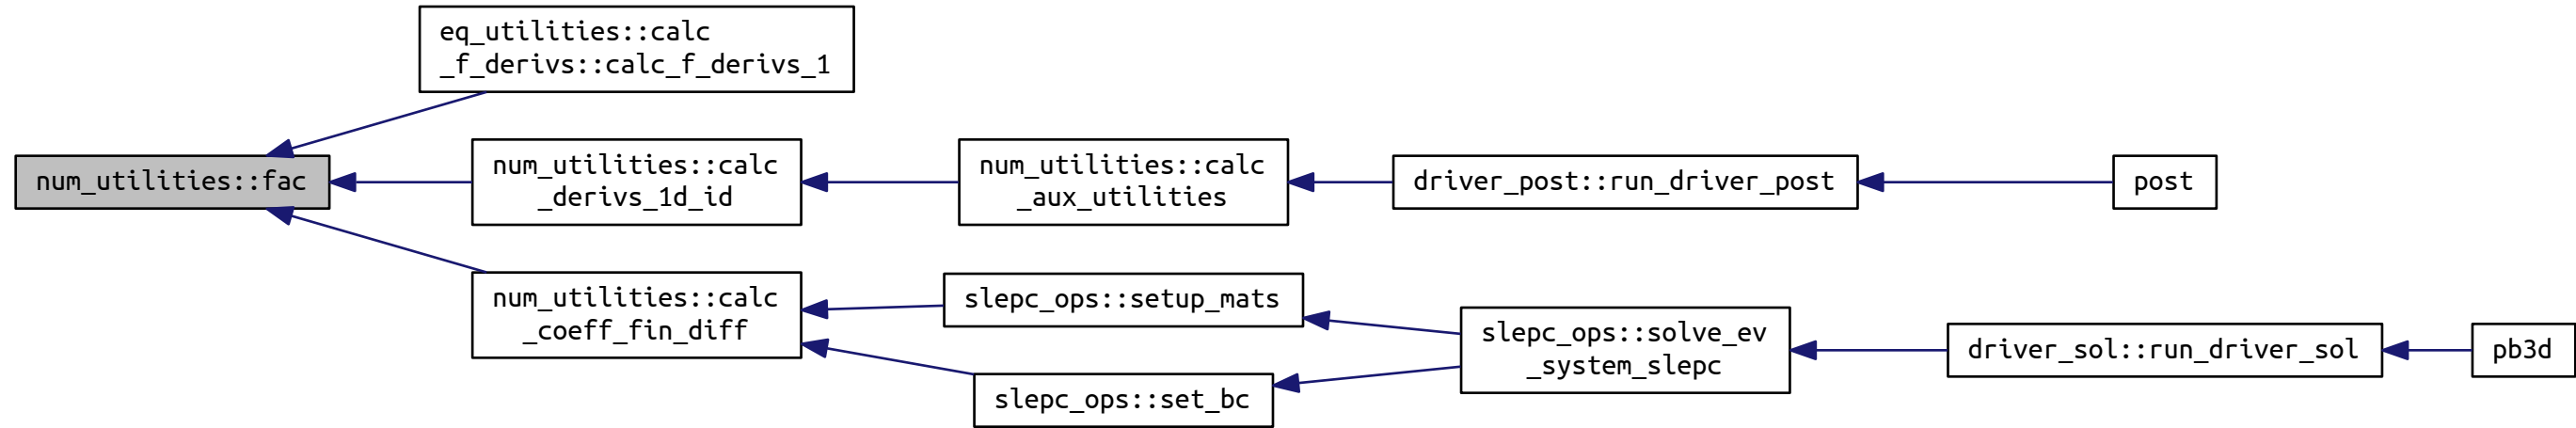 eq_utilities::calc
_f_derivs::calc_f_derivs_1
num_utilities::fac
num_utilities::calc
_derivs_1d_id
num_utilities::calc
_aux_utilities
driver_post::run_driver_post
post
num_utilities::calc
_coeff_fin_diff
slepc_ops::setup_mats
slepc_ops::set_bc
slepc_ops::solve_ev
_system_slepc
driver_sol::run_driver_sol
pb3d